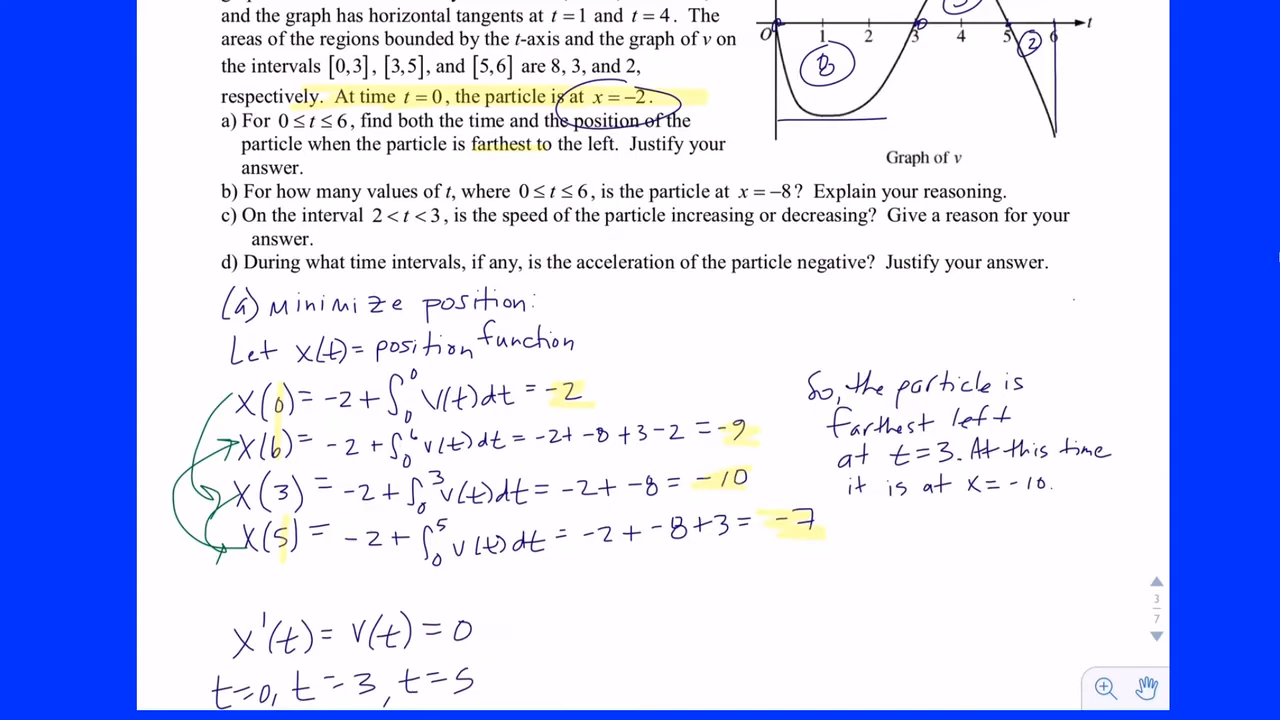 and the graph has horizontal tangents at t = 1 and t = 4. The
areas of the regions bounded by the t-axis and the graph of v on
the intervals [0,3], [3,5], and [5,6] are 8, 3, and 2,
respectively. At time t = 0, the particle is at x = −2.
a) For 0 ≤ t ≤ 6, find both the time and the position of the
particle when the particle is farthest to the left. Justify your
answer.
O 1 2 3 4 5 6 t
8
2
Graph of v
b) For how many values of t, where 0 ≤ t ≤ 6, is the particle at x = −8? Explain your reasoning.
c) On the interval 2 < t < 3, is the speed of the particle increasing or decreasing? Give a reason for your
answer.
d) During what time intervals, if any, is the acceleration of the particle negative? Justify your answer.
(a) minimize position:
Let x(t) = position function
x(0) = -2 + ∫₀⁰ v(t)dt = -2
x(6) = -2 + ∫₀⁶ v(t)dt = -2 + -8 + 3 - 2 = -9
x(3) = -2 + ∫₀³ v(t)dt = -2 + -8 = -10
x(5) = -2 + ∫₀⁵ v(t)dt = -2 + -8 + 3 = -7
So, the particle is
farthest left
at t = 3. At this time
it is at x = -10.
x'(t) = v(t) = 0
t=0, t=3, t=5
3
7